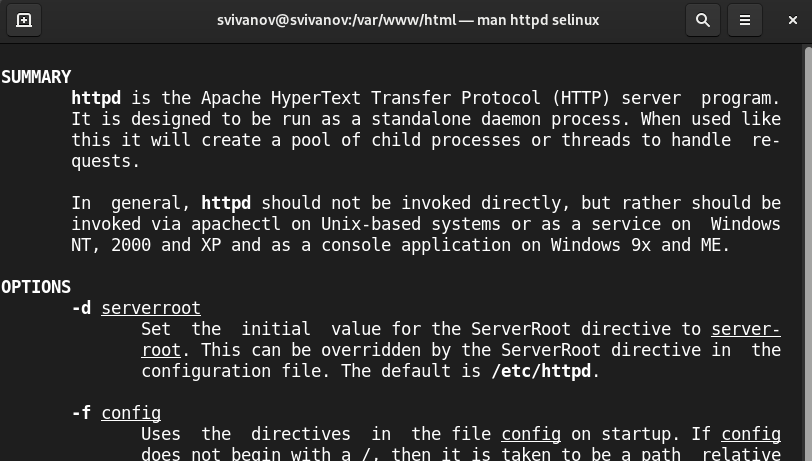 svivanov@svivanov:/var/www/html — man httpd selinux
SUMMARY
httpd is the Apache HyperText Transfer Protocol (HTTP) server program.
It is designed to be run as a standalone daemon process. When used like
this it will create a pool of child processes or threads to handle re-
quests.
In general, httpd should not be invoked directly, but rather should be
invoked via apachectl on Unix-based systems or as a service on Windows
NT, 2000 and XP and as a console application on Windows 9x and ME.
OPTIONS
-d serverroot
Set the initial value for the ServerRoot directive to server-
root. This can be overridden by the ServerRoot directive in the
configuration file. The default is /etc/httpd.
-f config
Uses the directives in the file config on startup. If config
does not begin with a /, then it is taken to be a path relative